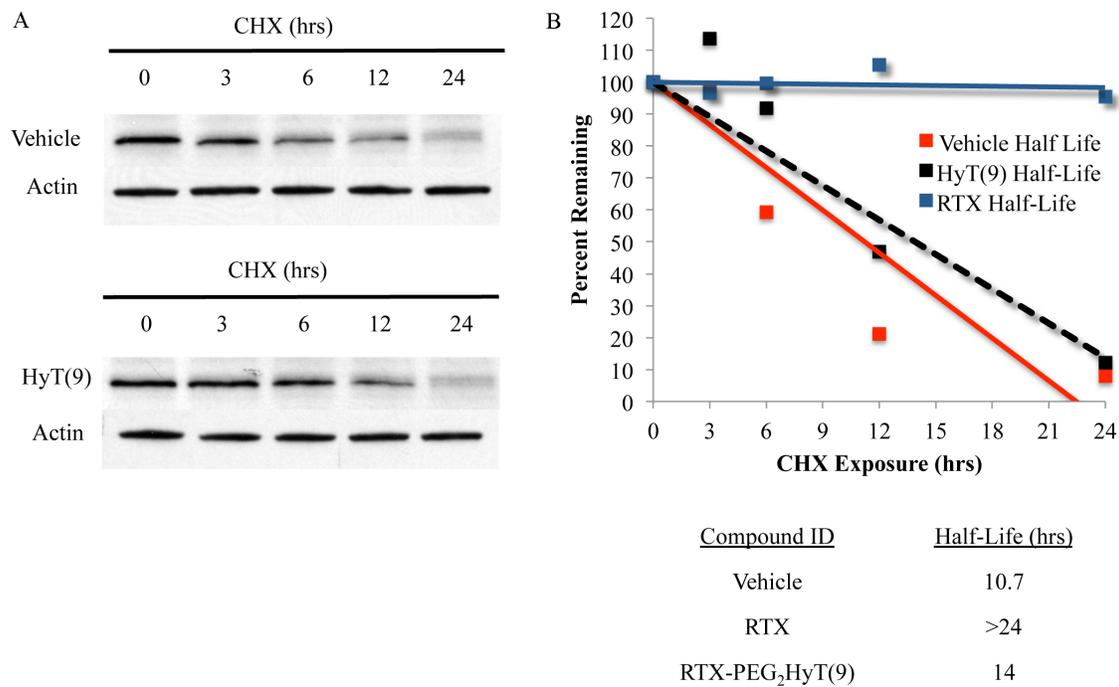 A
CHX (hrs)
0 3 6 12 24
Vehicle
Actin
CHX (hrs)
0 3 6 12 24
HyT(9)
Actin
B
Percent Remaining
120
110
100
90
80
70
60
50
40
30
20
10
0
0 3 6 9 12 15 18 21 24
CHX Exposure (hrs)
Vehicle Half Life
HyT(9) Half-Life
RTX Half-Life
Compound ID Half-Life (hrs)
Vehicle 10.7
RTX >24
RTX-PEG₂HyT(9) 14